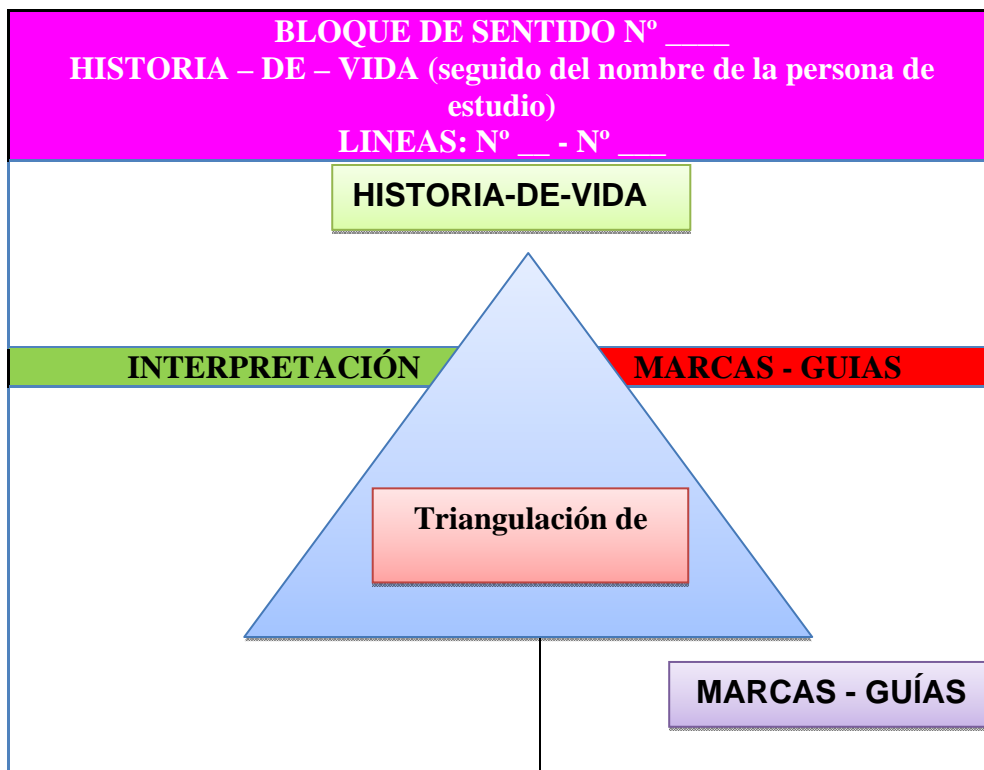 BLOQUE DE SENTIDO Nº ____
HISTORIA – DE – VIDA (seguido del nombre de la persona de
estudio)
LINEAS: Nº __ - Nº ___
HISTORIA-DE-VIDA
INTERPRETACIÓN
MARCAS - GUIAS
Triangulación de
MARCAS - GUÍAS